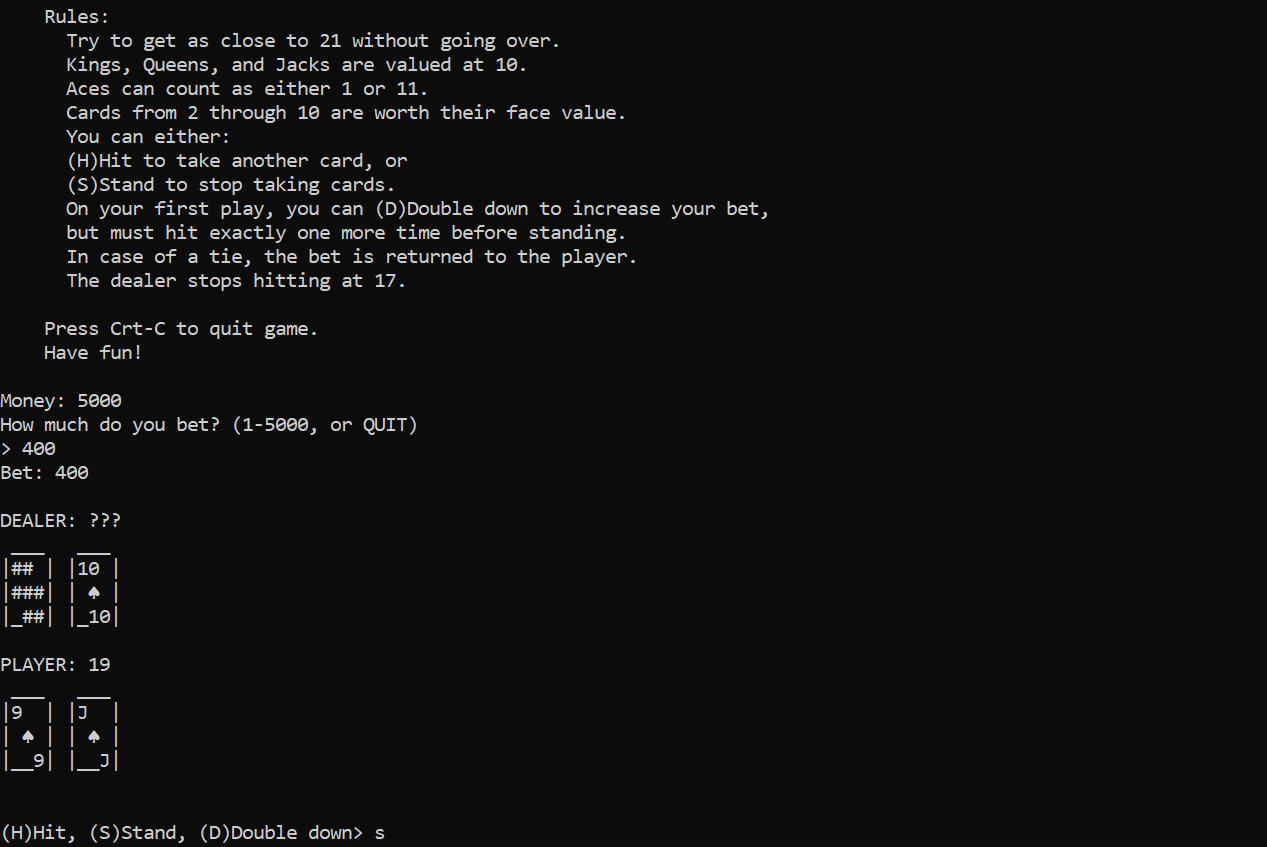 Rules:
Try to get as close to 21 without going over.
Kings, Queens, and Jacks are valued at 10.
Aces can count as either 1 or 11.
Cards from 2 through 10 are worth their face value.
You can either:
(H)Hit to take another card, or
(S)Stand to stop taking cards.
On your first play, you can (D)Double down to increase your bet,
but must hit exactly one more time before standing.
In case of a tie, the bet is returned to the player.
The dealer stops hitting at 17.
Press Crt-C to quit game.
Have fun!
Money: 5000
How much do you bet? (1-5000, or QUIT)
> 400
Bet: 400
DEALER: ???
 ___   ___
|## | |10 |
|###| | ♠ |
|_##| |_10|
PLAYER: 19
 ___   ___
|9  | |J  |
| ♠ | | ♠ |
|__9| |__J|
(H)Hit, (S)Stand, (D)Double down> s